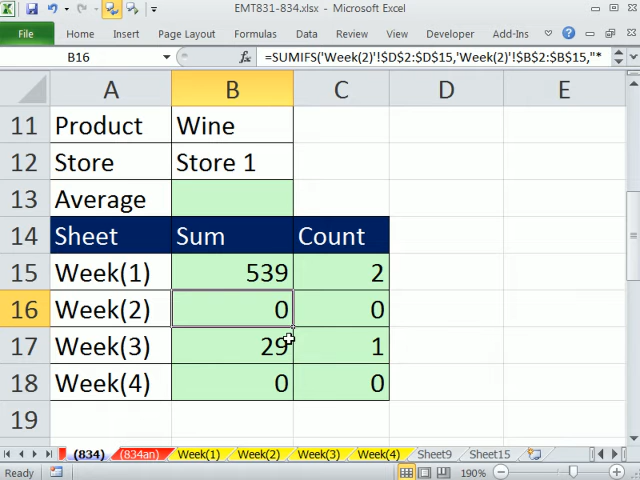 EMT831-834.xlsx - Microsoft Excel
File Home Insert Page Layout Formulas Data Review View Developer Add-Ins
B16 fx =SUMIFS('Week(2)'!$D$2:$D$15,'Week(2)'!$B$2:$B$15,"*
A B C D E
11 Product Wine
12 Store Store 1
13 Average
14 Sheet Sum Count
15 Week(1) 539 2
16 Week(2) 0 0
17 Week(3) 29 1
18 Week(4) 0 0
19
(834) (834an) Week(1) Week(2) Week(3) Week(4) Sheet9 Sheet15
Ready 190%